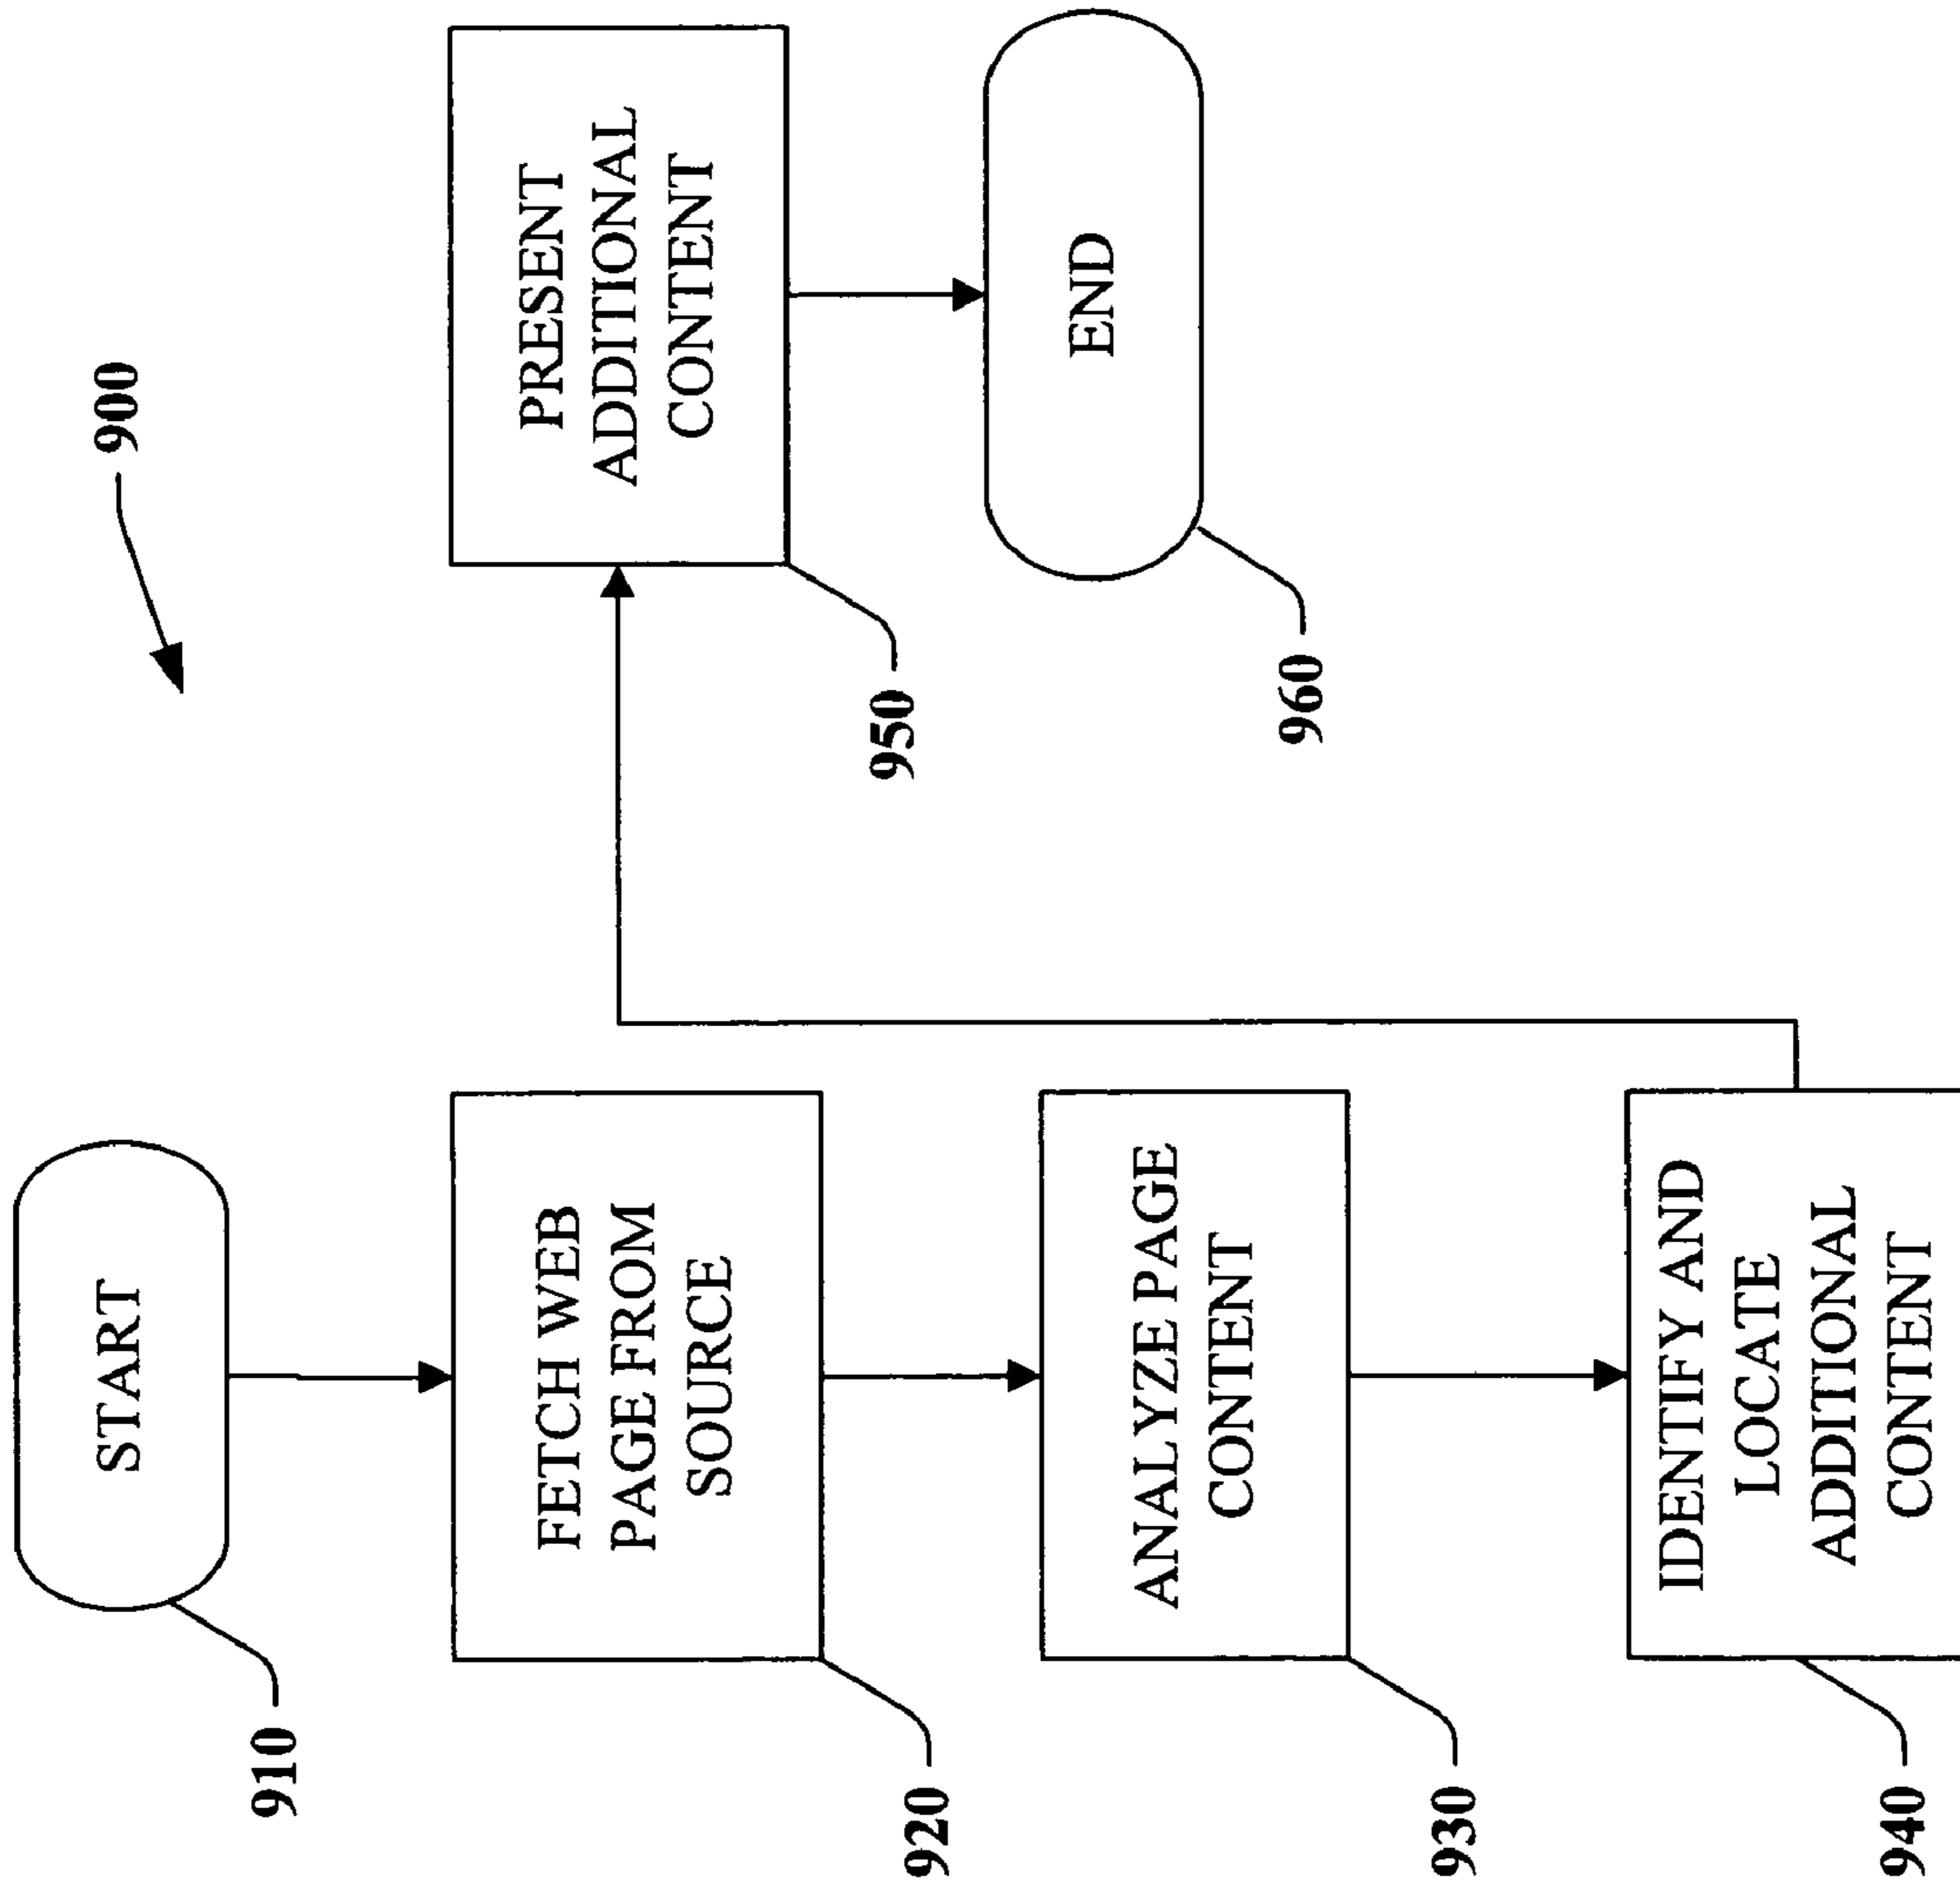 900
START
910
FETCH WEB
PAGE FROM
SOURCE
920
ANALYZE PAGE
CONTENT
930
IDENTIFY AND
LOCATE
ADDITIONAL
CONTENT
940
PRESENT
ADDITIONAL
CONTENT
950
END
960